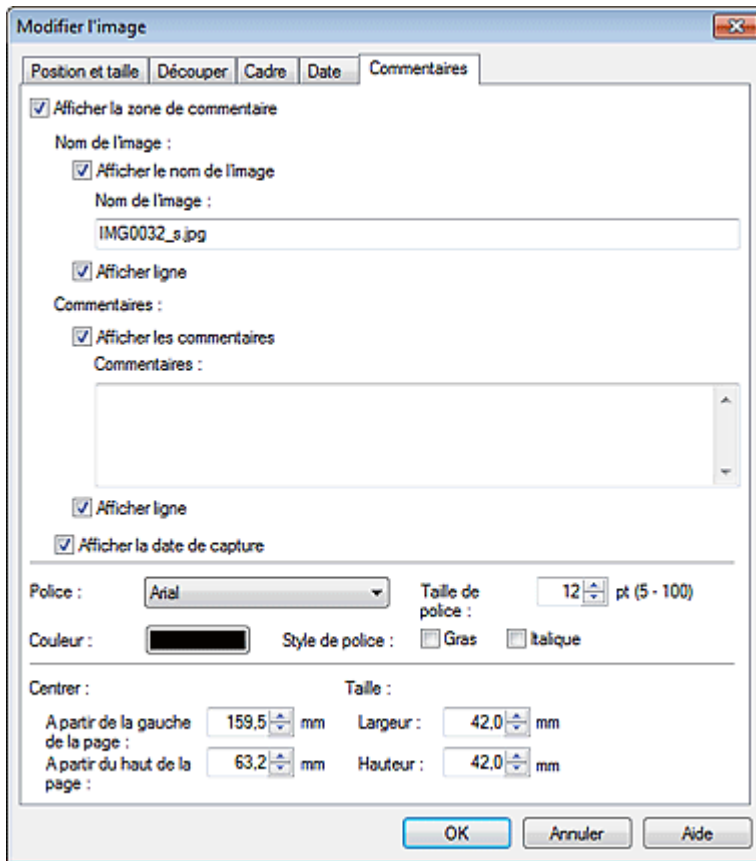 Modifier l'image
Position et taille Découper Cadre Date Commentaires
Afficher la zone de commentaire
Nom de l'image :
Afficher le nom de l'image
Nom de l'image :
IMG0032_s.jpg
Afficher ligne
Commentaires :
Afficher les commentaires
Commentaires :
Afficher ligne
Afficher la date de capture
Police : Arial Taille de police : 12 pt (5 - 100)
Couleur : Style de police : Gras Italique
Centrer : Taille :
A partir de la gauche de la page : 159,5 mm Largeur : 42,0 mm
A partir du haut de la page : 63,2 mm Hauteur : 42,0 mm
OK Annuler Aide